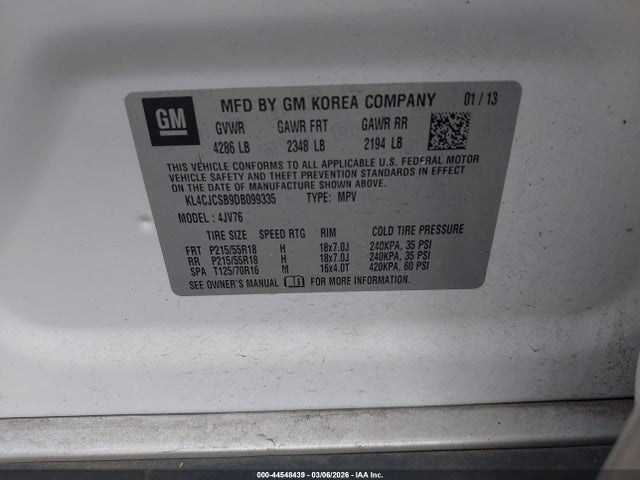 GM
MFD BY GM KOREA COMPANY 01 / 13
GVWR GAWR FRT GAWR RR
4286 LB 2348 LB 2194 LB
THIS VEHICLE CONFORMS TO ALL APPLICABLE U.S. FEDERAL MOTOR
VEHICLE SAFETY AND THEFT PREVENTION STANDARDS IN EFFECT
ON THE DATE OF MANUFACTURE SHOWN ABOVE.
KL4CJCSB9DB099335 TYPE: MPV
MODEL : 4JV76
TIRE SIZE SPEED RTG RIM COLD TIRE PRESSURE
FRT P215/55R18 H 18x7.0J 240KPA, 35 PSI
RR P215/55R18 H 18x7.0J 240KPA, 35 PSI
SPA T125/70R16 M 16x4.0T 420KPA, 60 PSI
SEE OWNER'S MANUAL FOR MORE INFORMATION.
000-44548439 - 03/06/2026 - IAA Inc.